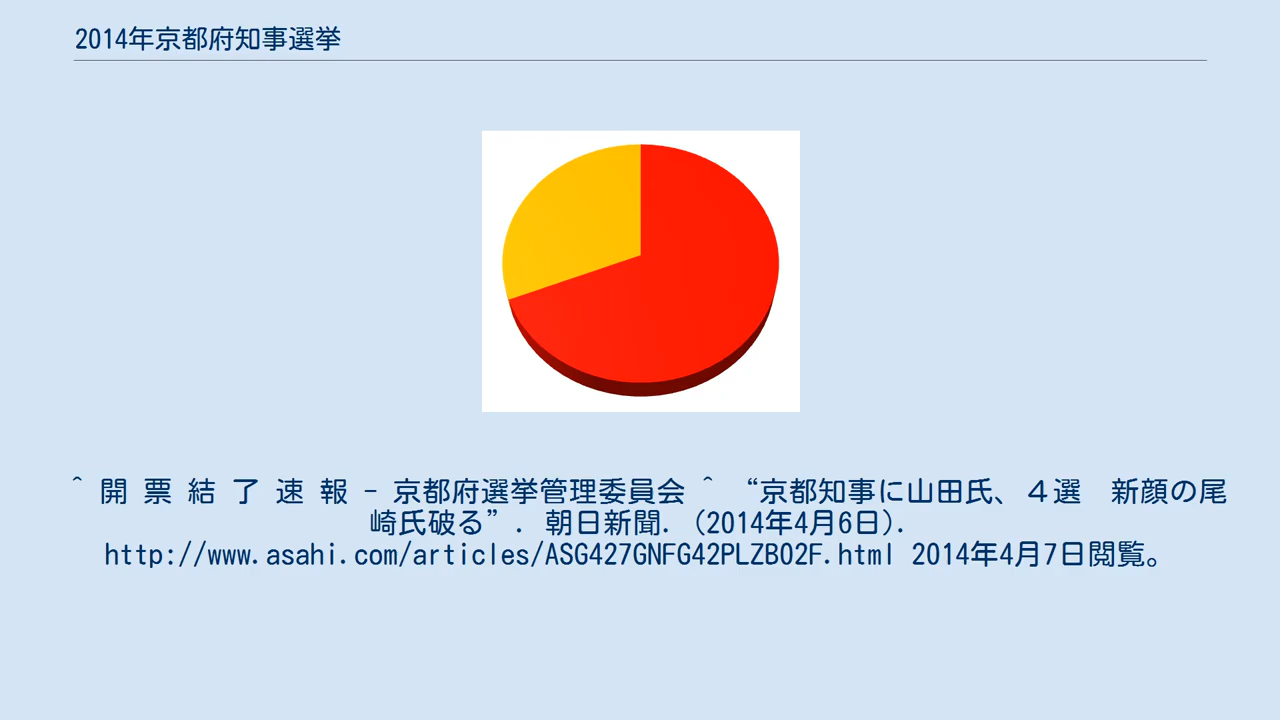 2014年京都府知事選挙
^ 開 票 結 了 速 報 - 京都府選挙管理委員会 ^ “京都知事に山田氏、４選　新顔の尾
崎氏破る”. 朝日新聞. (2014年4月6日).
http://www.asahi.com/articles/ASG427GNFG42PLZB02F.html 2014年4月7日閲覧。